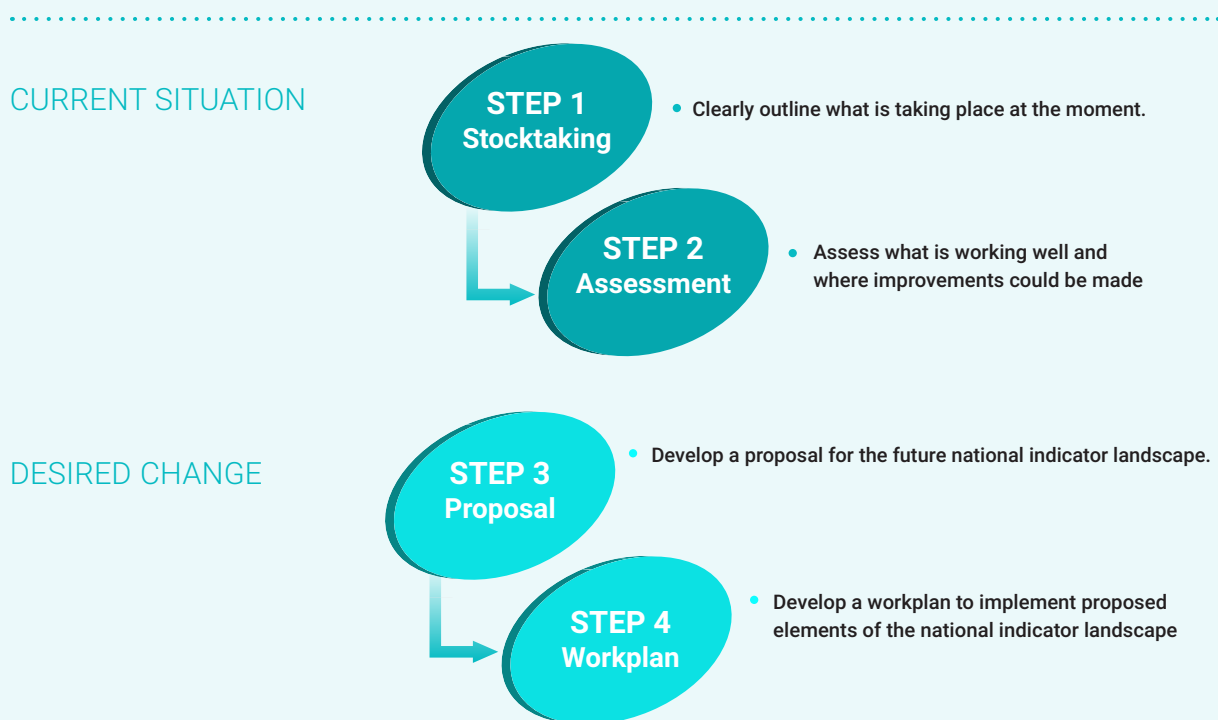 CURRENT SITUATION
STEP 1
Stocktaking
Clearly outline what is taking place at the moment.
STEP 2
Assessment
Assess what is working well and
where improvements could be made
DESIRED CHANGE
STEP 3
Proposal
Develop a proposal for the future national indicator landscape.
STEP 4
Workplan
Develop a workplan to implement proposed
elements of the national indicator landscape